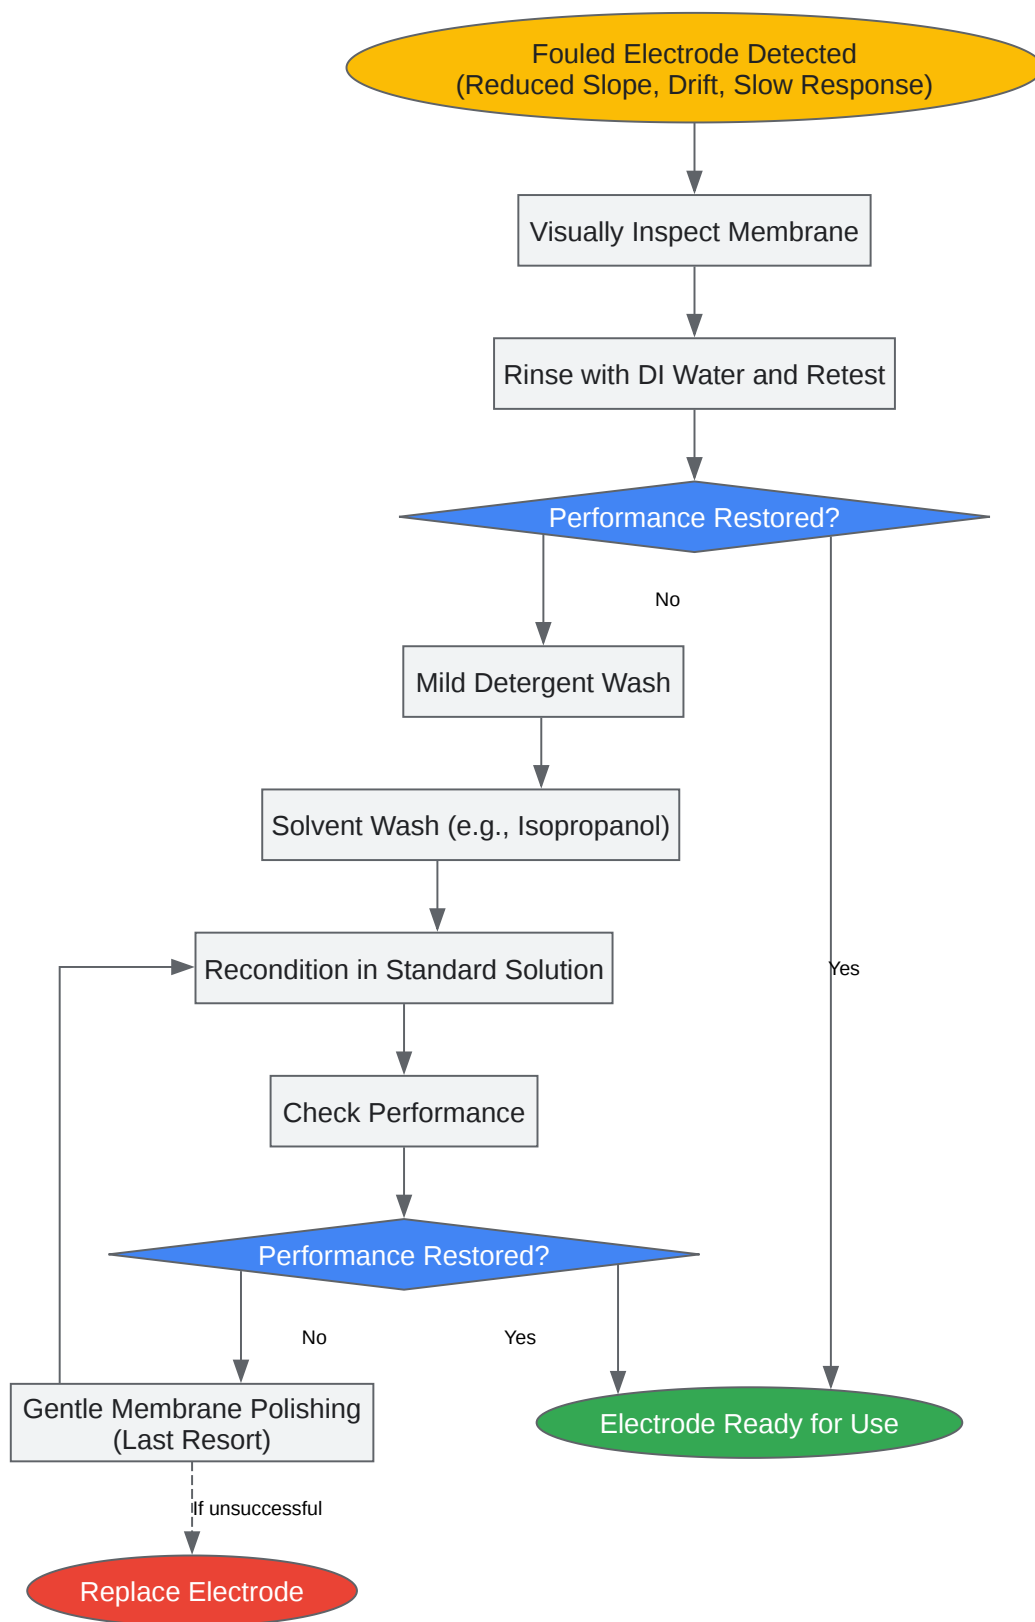 Fouled Electrode Detected
(Reduced Slope, Drift, Slow Response)
Visually Inspect Membrane
Rinse with DI Water and Retest
Performance Restored?
No
Mild Detergent Wash
Solvent Wash (e.g., Isopropanol)
Recondition in Standard Solution
Yes
Check Performance
Performance Restored?
No
Yes
Gentle Membrane Polishing
(Last Resort)
Electrode Ready for Use
If unsuccessful
Replace Electrode